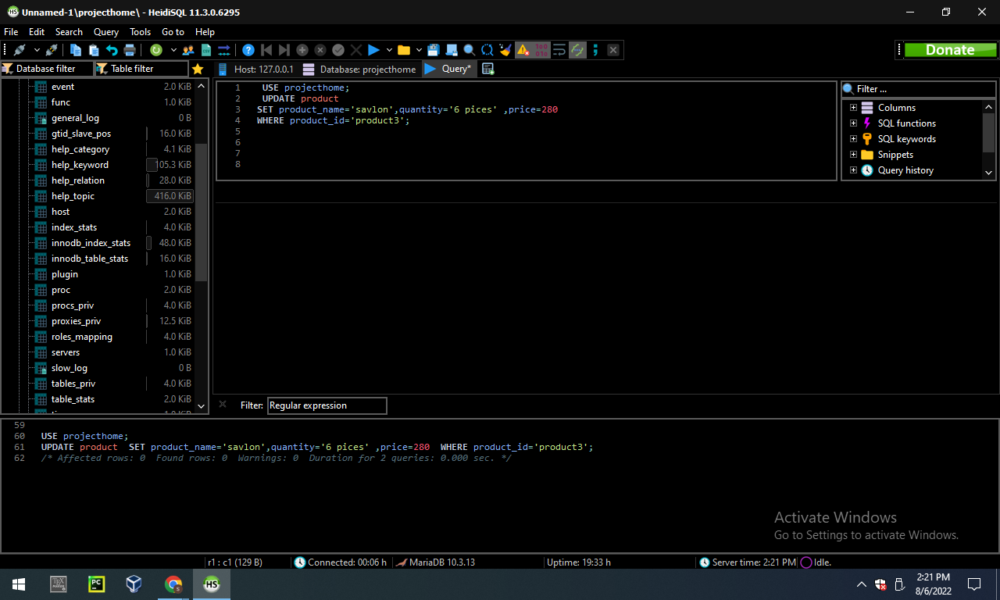 Unnamed-1\projecthome\ - HeidiSQL 11.3.0.6295
File Edit Search Query Tools Go to Help
Donate
Database filter Table filter Host: 127.0.0.1 Database: projecthome Query*
event 2.0 KiB
func 1.0 KiB
general_log 0 B
gtid_slave_pos 16.0 KiB
help_category 4.1 KiB
help_keyword 105.3 KiB
help_relation 28.0 KiB
help_topic 416.0 KiB
host 2.0 KiB
index_stats 4.0 KiB
innodb_index_stats 48.0 KiB
innodb_table_stats 16.0 KiB
plugin 1.0 KiB
proc 2.0 KiB
procs_priv 4.0 KiB
proxies_priv 12.5 KiB
roles_mapping 4.0 KiB
servers 1.0 KiB
slow_log 0 B
tables_priv 4.0 KiB
table_stats 2.0 KiB
1 USE projecthome;
2 UPDATE product
3 SET product_name='savlon',quantity='6 pices' ,price=280
4 WHERE product_id='product3';
5
6
7
8
Filter ...
Columns
SQL functions
SQL keywords
Snippets
Query history
Filter: Regular expression
59
60 USE projecthome;
61 UPDATE product SET product_name='savlon',quantity='6 pices' ,price=280 WHERE product_id='product3';
62 /* Affected rows: 0 Found rows: 0 Warnings: 0 Duration for 2 queries: 0.000 sec. */
Activate Windows
Go to Settings to activate Windows.
r1 : c1 (129 B) Connected: 00:06 h MariaDB 10.3.13 Uptime: 19:33 h Server time: 2:21 PM Idle.
2:21 PM
8/6/2022